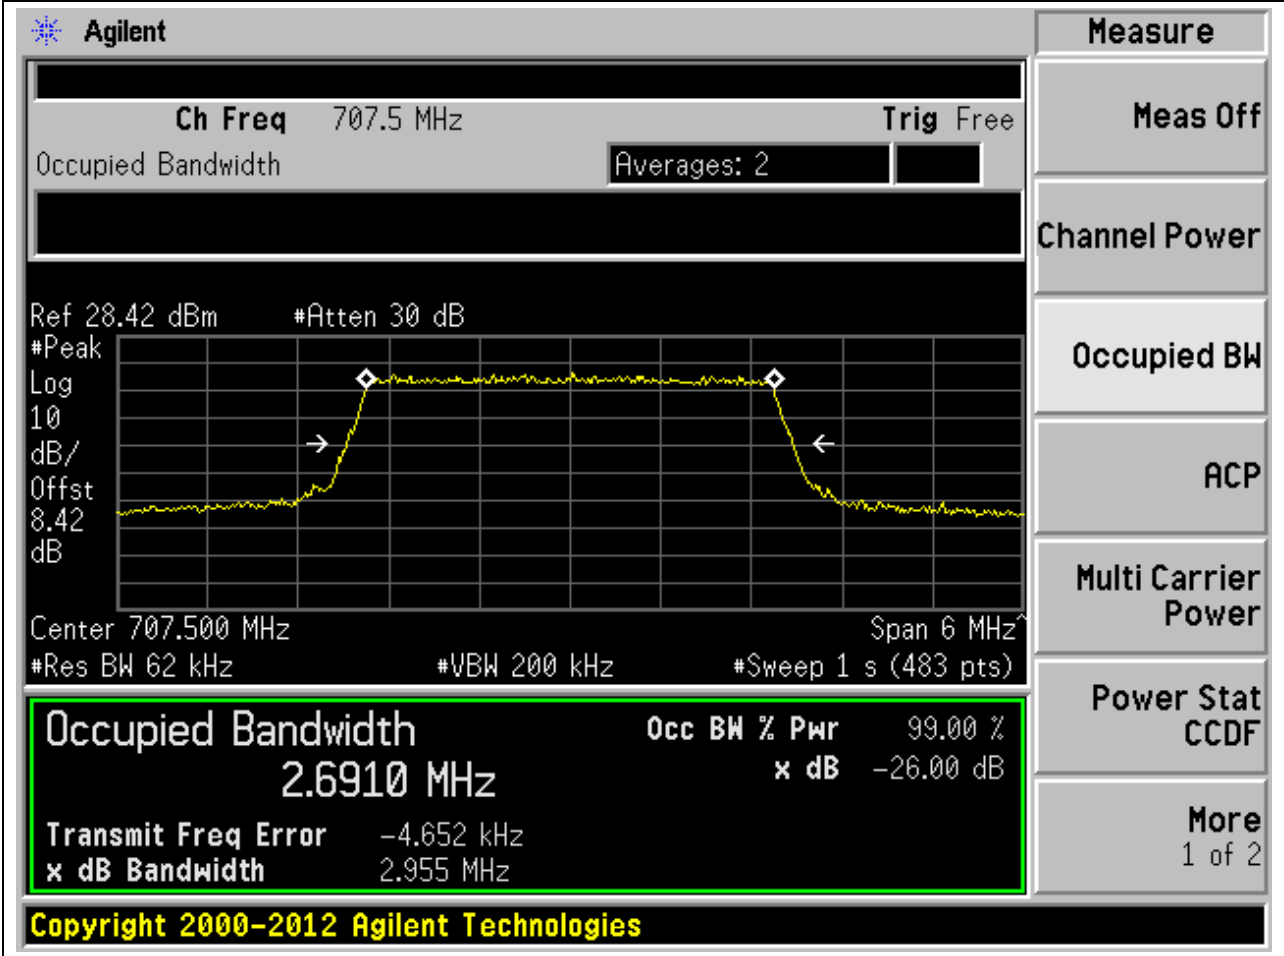 Agilent
Measure
Ch Freq 707.5 MHz Trig Free
Meas Off
Occupied Bandwidth Averages: 2
Channel Power
Ref 28.42 dBm #Atten 30 dB
#Peak
Log
10
dB/
Offst
8.42
dB
Occupied BW
ACP
Center 707.500 MHz Span 6 MHz^
#Res BW 62 kHz #VBW 200 kHz #Sweep 1 s (483 pts)
Multi Carrier
Power
Occupied Bandwidth Occ BW % Pwr 99.00 %
2.6910 MHz x dB -26.00 dB
Transmit Freq Error -4.652 kHz
x dB Bandwidth 2.955 MHz
Power Stat
CCDF
More
1 of 2
Copyright 2000-2012 Agilent Technologies